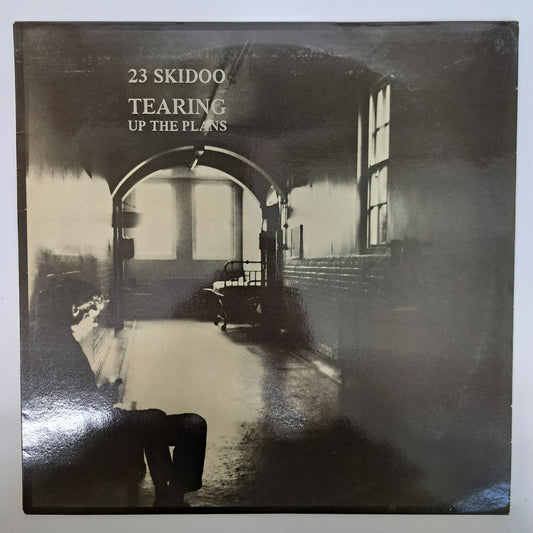 23 SKIDOO
TEARING
UP THE PLANS